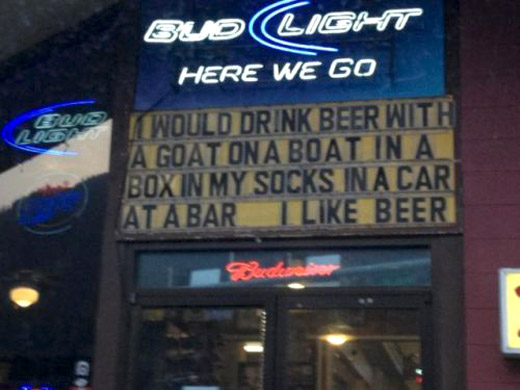 BUD LIGHT
HERE WE GO
BUD
LIGHT
I WOULD DRINK BEER WITH
A GOAT ON A BOAT IN A
BOX IN MY SOCKS IN A CAR
AT A BAR I LIKE BEER
Budweiser